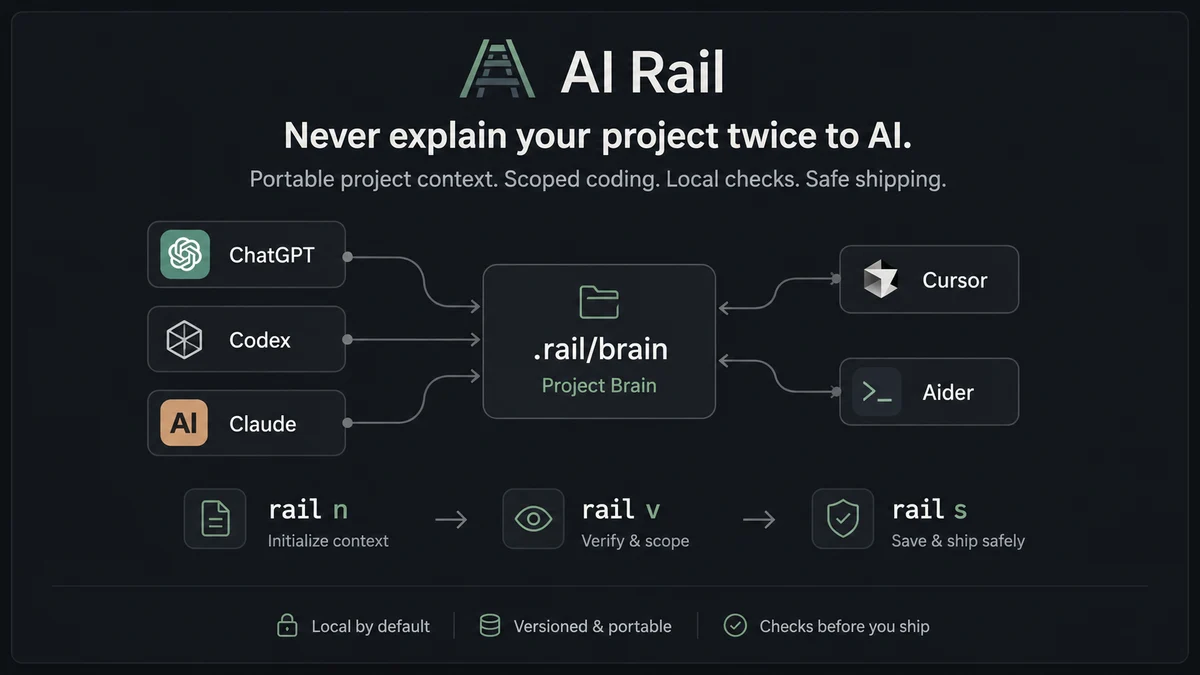 AI Rail
Never explain your project twice to AI.
Portable project context. Scoped coding. Local checks. Safe shipping.
ChatGPT
Codex
AI Claude
.rail/brain
Project Brain
Cursor
>_ Aider
rail n
Initialize context
rail v
Verify & scope
rail s
Save & ship safely
Local by default
Versioned & portable
Checks before you ship